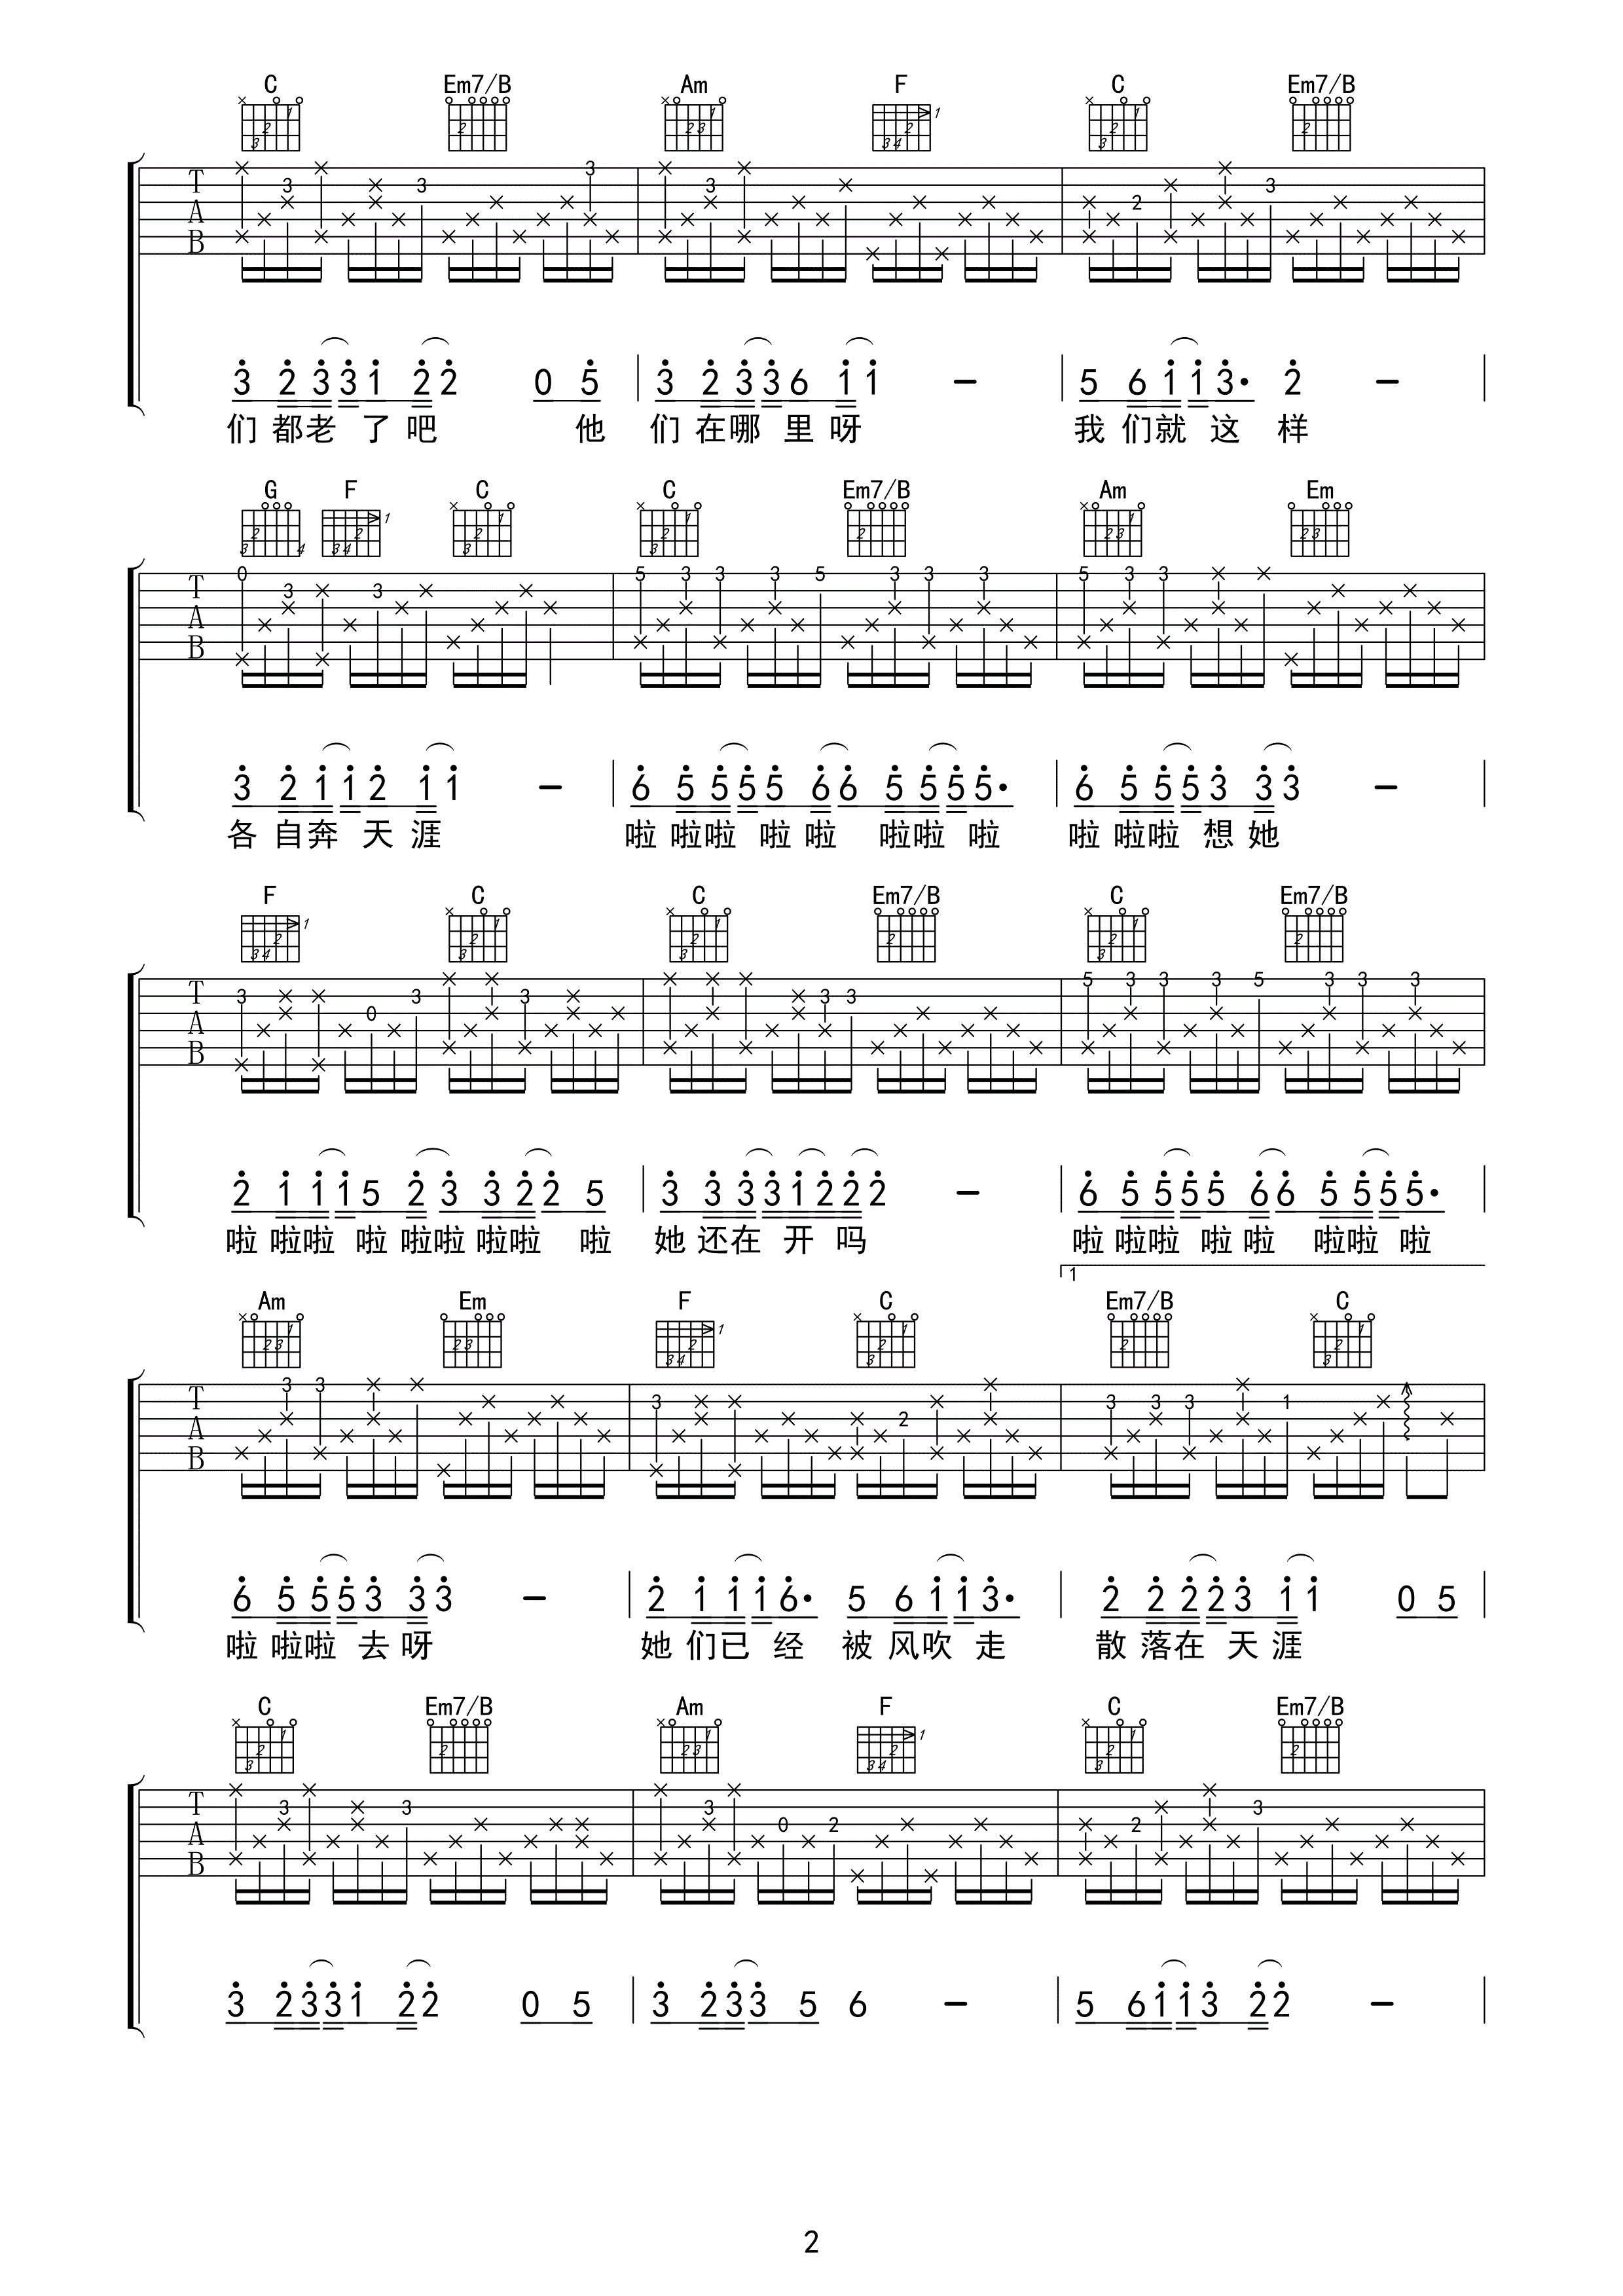 C Em7/B Am F C Em7/B
3 2 3 3 1 2 2 0 5 3 2 3 3 6 1 1 – 5 6 1 1 3· 2 –
们 都老 了 吧 他 们 在哪 里 呀 我 们就 这 样
G F C C Em7/B Am Em
3 2 1 1 2 1 1 – 6 5 5 5 5 6 6 5 5 5 5· 6 5 5 5 3 3 3 –
各 自奔 天 涯 啦 啦啦 啦 啦 啦啦 啦 啦 啦啦 想 她
F C C Em7/B C Em7/B
2 1 1 1 5 2 3 3 2 2 5 3 3 3 3 1 2 2 2 – 6 5 5 5 5 6 6 5 5 5 5·
啦 啦啦 啦 啦啦 啦啦 啦 她 还在 开 吗 啦 啦啦 啦 啦 啦啦 啦
1
Am Em F C Em7/B C
6 5 5 5 3 3 3 – 2 1 1 1 6· 5 6 1 1 3· 2 2 2 2 3 1 1 0 5
啦 啦啦 去 呀 她 们已 经 被 风吹 走 散 落在 天 涯
C Em7/B Am F C Em7/B
3 2 3 3 1 2 2 0 5 3 2 3 3 5 6 – 5 6 1 1 3 2 2 –
2